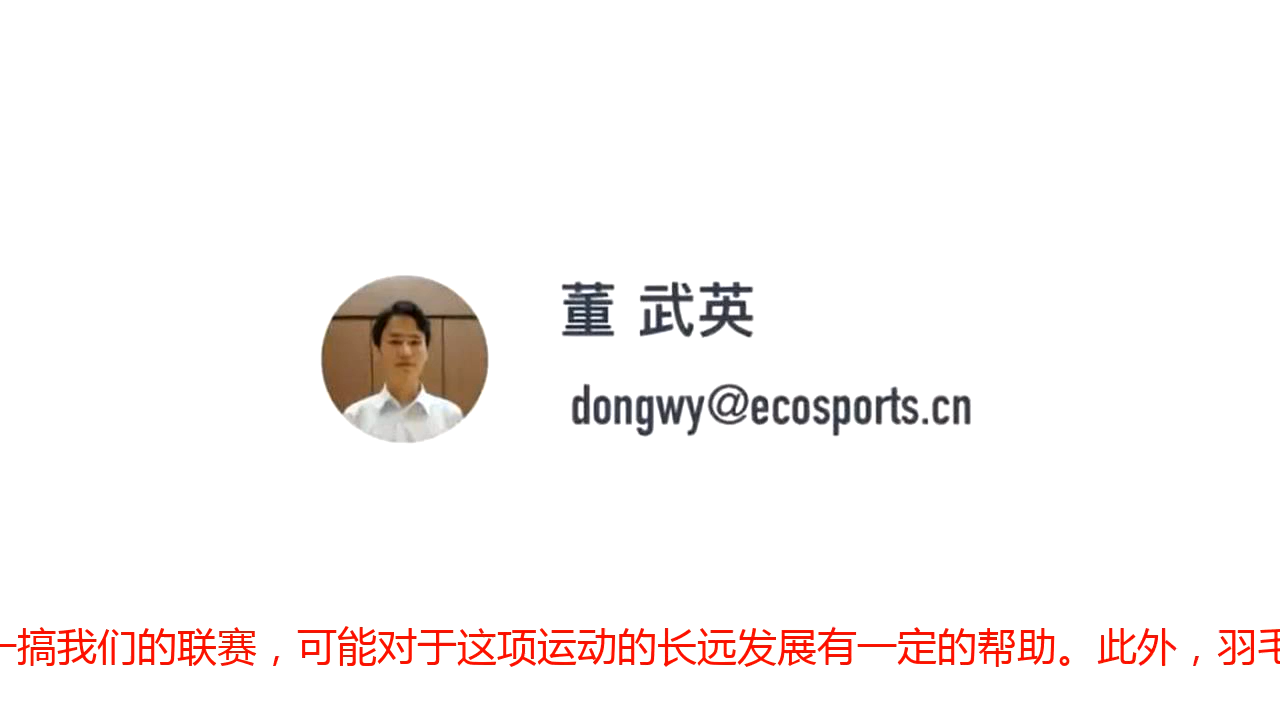 董 武英
dongwy@ecosports.cn
搞我们的联赛，可能对于这项运动的长远发展有一定的帮助。此外，羽